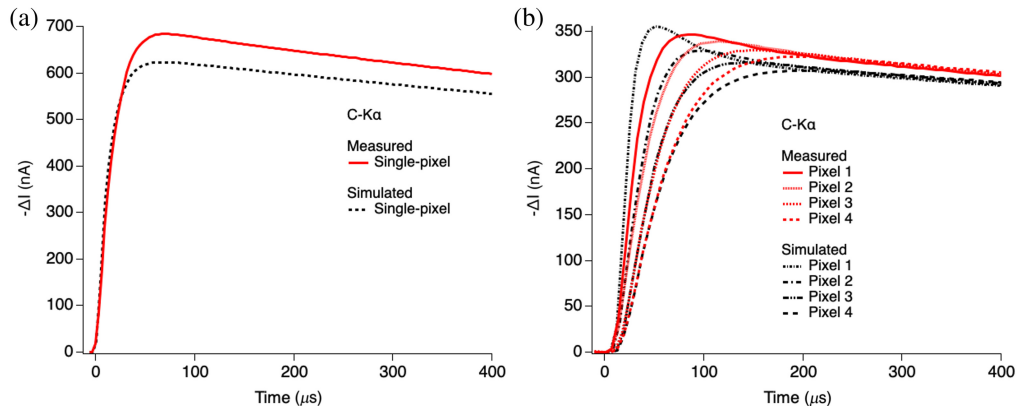 (a)
700
600
500
400
300
200
100
0
-ΔI (nA)
0
100
200
300
400
Time (μs)
C-Kα
Measured
Single-pixel
Simulated
Single-pixel
(b)
350
300
250
200
150
100
50
0
-ΔI (nA)
0
100
200
300
400
Time (μs)
C-Kα
Measured
Pixel 1
Pixel 2
Pixel 3
Pixel 4
Simulated
Pixel 1
Pixel 2
Pixel 3
Pixel 4